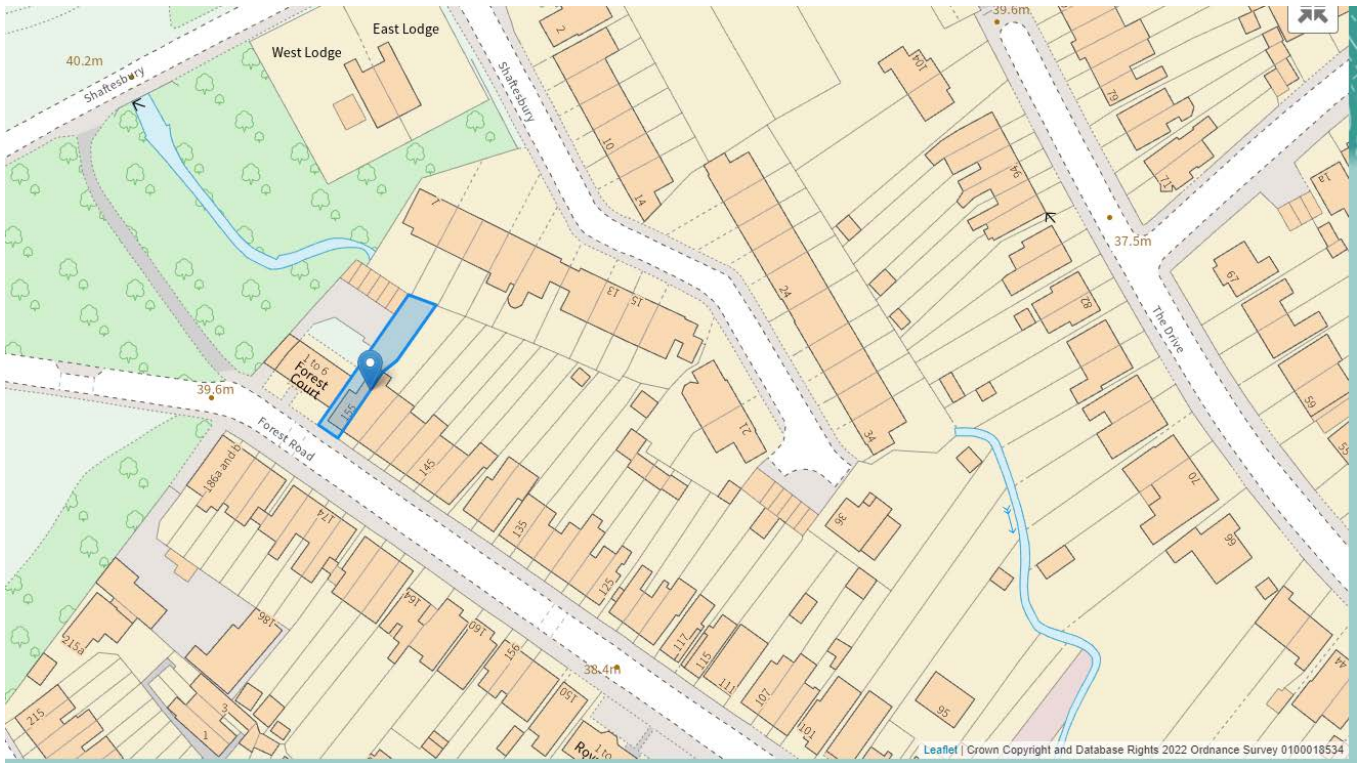 39.6m
East Lodge
West Lodge
2
40.2m
Shaftesbury
Shaftesbury
104
79
10
14
94
71
1a
37.5m
67
13
15
24
82
The Drive
1 to 6
Forest
Court
39.6m
155
Forest Road
59
21
34
145
186a and b
55
70
174
135
36
66
125
164
186
160
117
115
156
215a
38.4m
111
44
107
150
95
3
215
101
1
Leaflet | Crown Copyright and Database Rights 2022 Ordnance Survey 0100018534